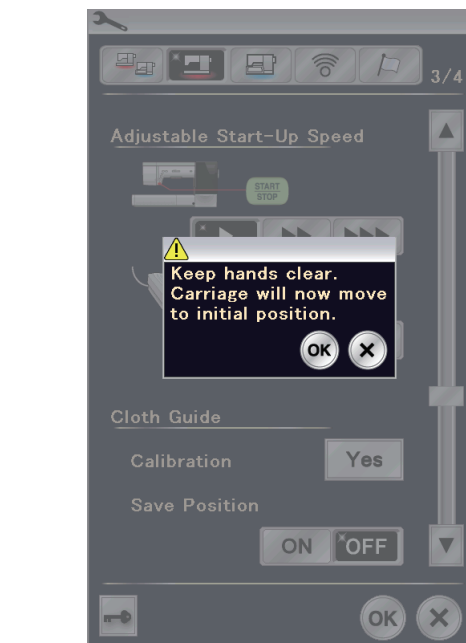 3/4
Adjustable Start-Up Speed
START
STOP
Keep hands clear.
Carriage will now move
to initial position.
OK
Cloth Guide
Calibration
Yes
Save Position
ON OFF
OK